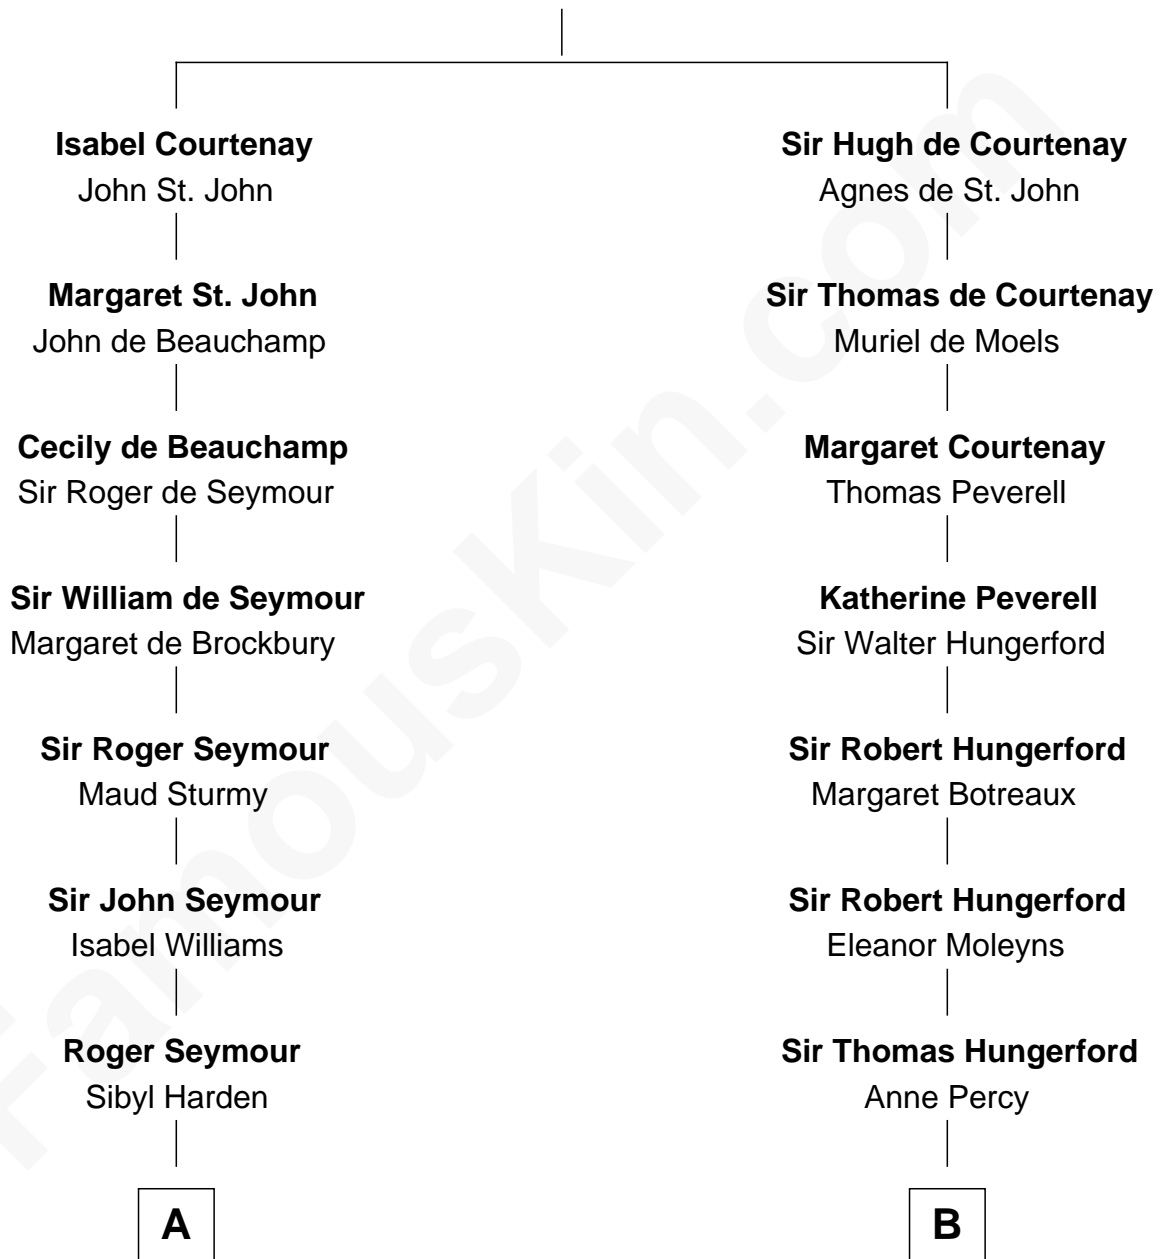 Isabel Courtenay
John St. John
Margaret St. John
John de Beauchamp
Cecily de Beauchamp
Sir Roger de Seymour
Sir William de Seymour
Margaret de Brockbury
Sir Roger Seymour
Maud Sturmy
Sir John Seymour
Isabel Williams
Roger Seymour
Sibyl Harden
A
Sir Hugh de Courtenay
Agnes de St. John
Sir Thomas de Courtenay
Muriel de Moels
Margaret Courtenay
Thomas Peverell
Katherine Peverell
Sir Walter Hungerford
Sir Robert Hungerford
Margaret Botreaux
Sir Robert Hungerford
Eleanor Moleyns
Sir Thomas Hungerford
Anne Percy
B
FamousKin.com